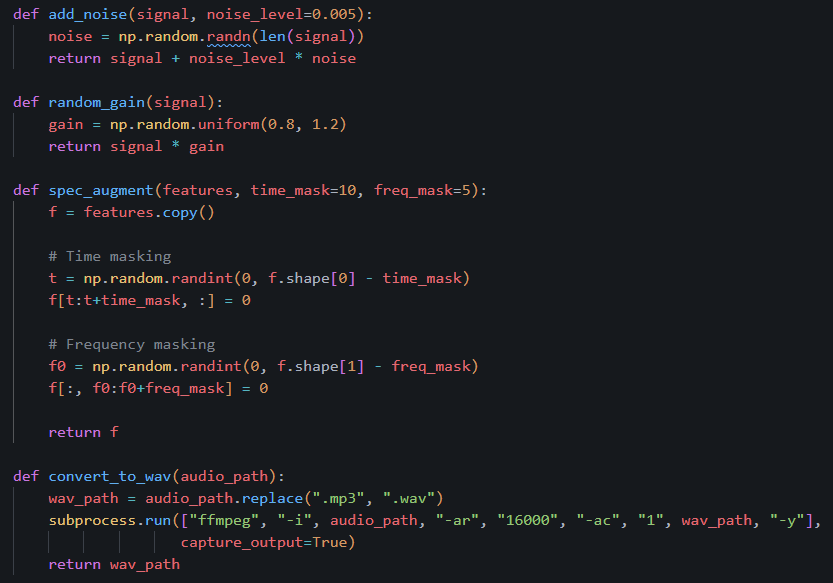 def add_noise(signal, noise_level=0.005):
    noise = np.random.randn(len(signal))
    return signal + noise_level * noise

def random_gain(signal):
    gain = np.random.uniform(0.8, 1.2)
    return signal * gain

def spec_augment(features, time_mask=10, freq_mask=5):
    f = features.copy()

    # Time masking
    t = np.random.randint(0, f.shape[0] - time_mask)
    f[t:t+time_mask, :] = 0

    # Frequency masking
    f0 = np.random.randint(0, f.shape[1] - freq_mask)
    f[:, f0:f0+freq_mask] = 0

    return f

def convert_to_wav(audio_path):
    wav_path = audio_path.replace(".mp3", ".wav")
    subprocess.run(["ffmpeg", "-i", audio_path, "-ar", "16000", "-ac", "1", wav_path, "-y"],
                   capture_output=True)
    return wav_path